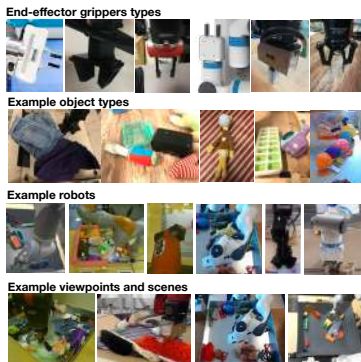 End-effector grippers types
Example object types
Example robots
Example viewpoints and scenes